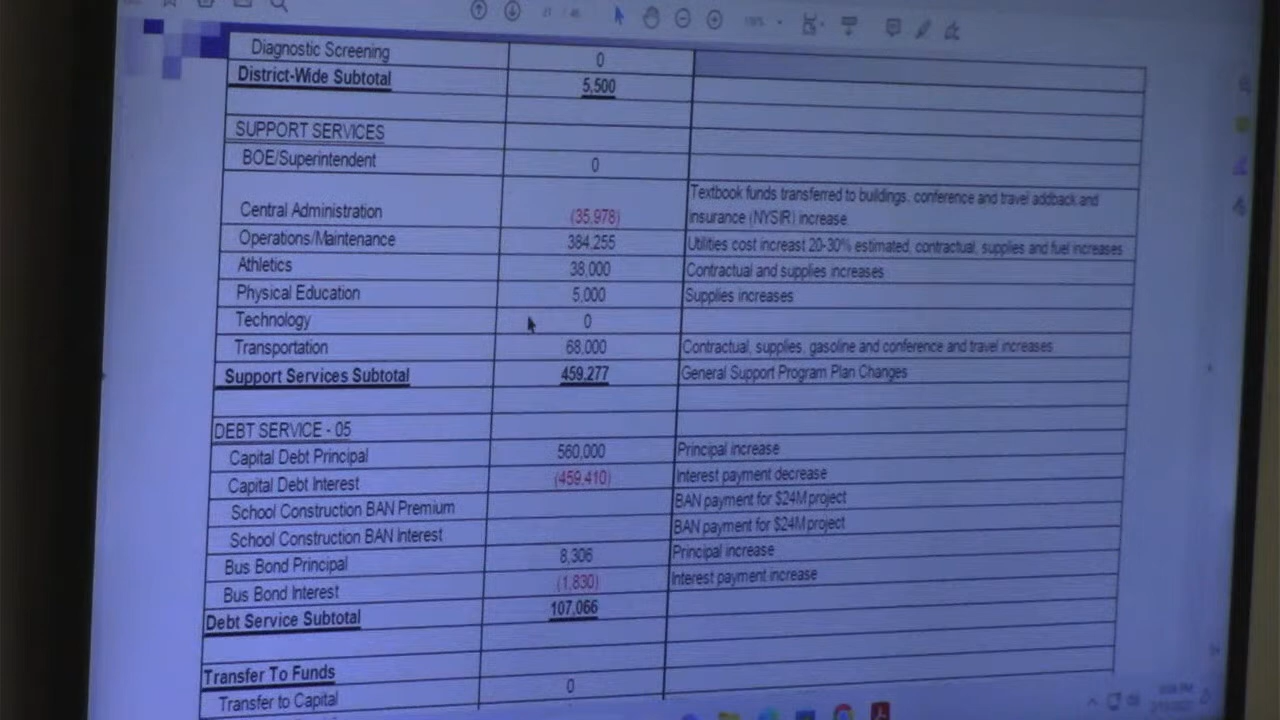 Diagnostic Screening 0
District-Wide Subtotal 5,500
SUPPORT SERVICES
BOE/Superintendent 0
Textbook funds transferred to buildings, conference and travel addback and
Central Administration (35,978) insurance (NYSIR) increase
Operations/Maintenance 384,255 Utilities cost increast 20-30% estimated, contractual, supplies and fuel increases
Athletics 38,000 Contractual and supplies increases
Physical Education 5,000 Supplies increases
Technology 0
Transportation 68,000 Contractual, supplies, gasoline and conference and travel increases
Support Services Subtotal 459,277 General Support Program Plan Changes
DEBT SERVICE - 05
Capital Debt Principal 560,000 Principal increase
Capital Debt Interest (459,410) Interest payment decrease
School Construction BAN Premium BAN payment for $24M project
School Construction BAN Interest BAN payment for $24M project
Bus Bond Principal 8,306 Principal increase
Bus Bond Interest (1,830) Interest payment increase
Debt Service Subtotal 107,066
Transfer To Funds
Transfer to Capital 0